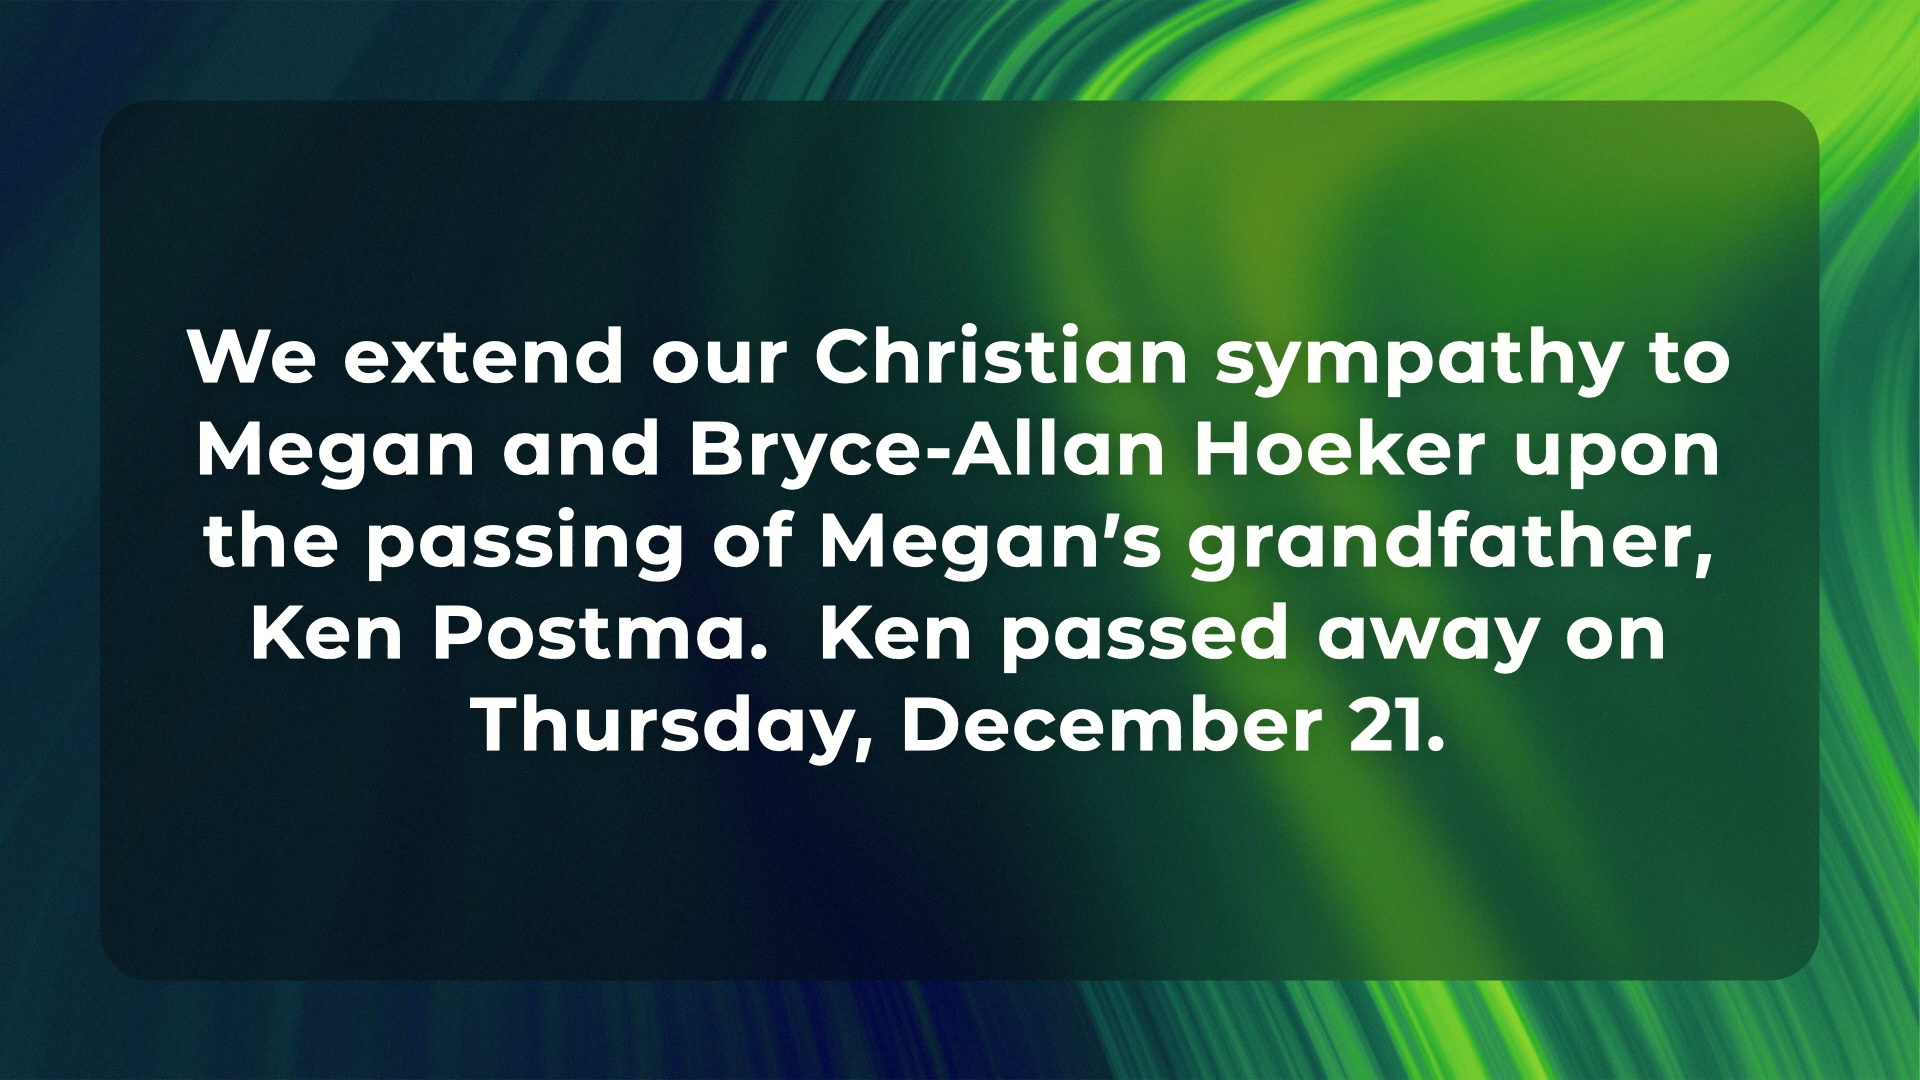 We extend our Christian sympathy to
Megan and Bryce-Allan Hoeker upon
the passing of Megan's grandfather,
Ken Postma.  Ken passed away on
Thursday, December 21.